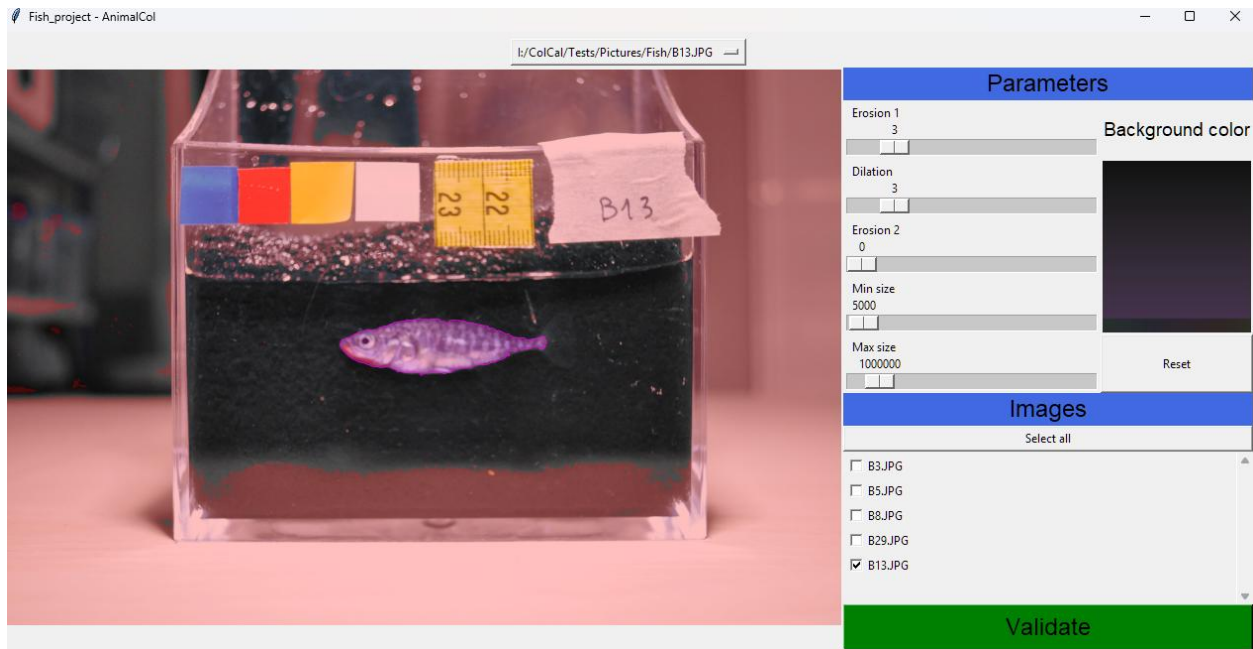 Fish_project - AnimalCol
I:/ColCal/Tests/Pictures/Fish/B13.JPG
23
22
B13
Parameters
Erosion 1
3
Dilation
3
Erosion 2
0
Min size
5000
Max size
1000000
Background color
Reset
Images
Select all
B3.JPG
B5.JPG
B8.JPG
B29.JPG
B13.JPG
Validate